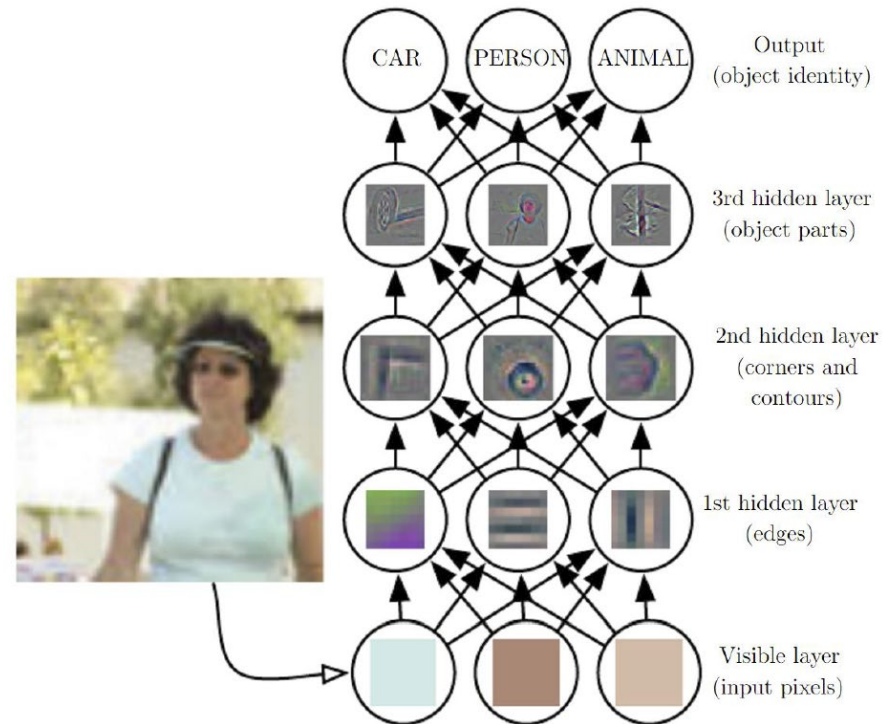 CAR PERSON ANIMAL
Output
(object identity)
3rd hidden layer
(object parts)
2nd hidden layer
(corners and
contours)
1st hidden layer
(edges)
Visible layer
(input pixels)